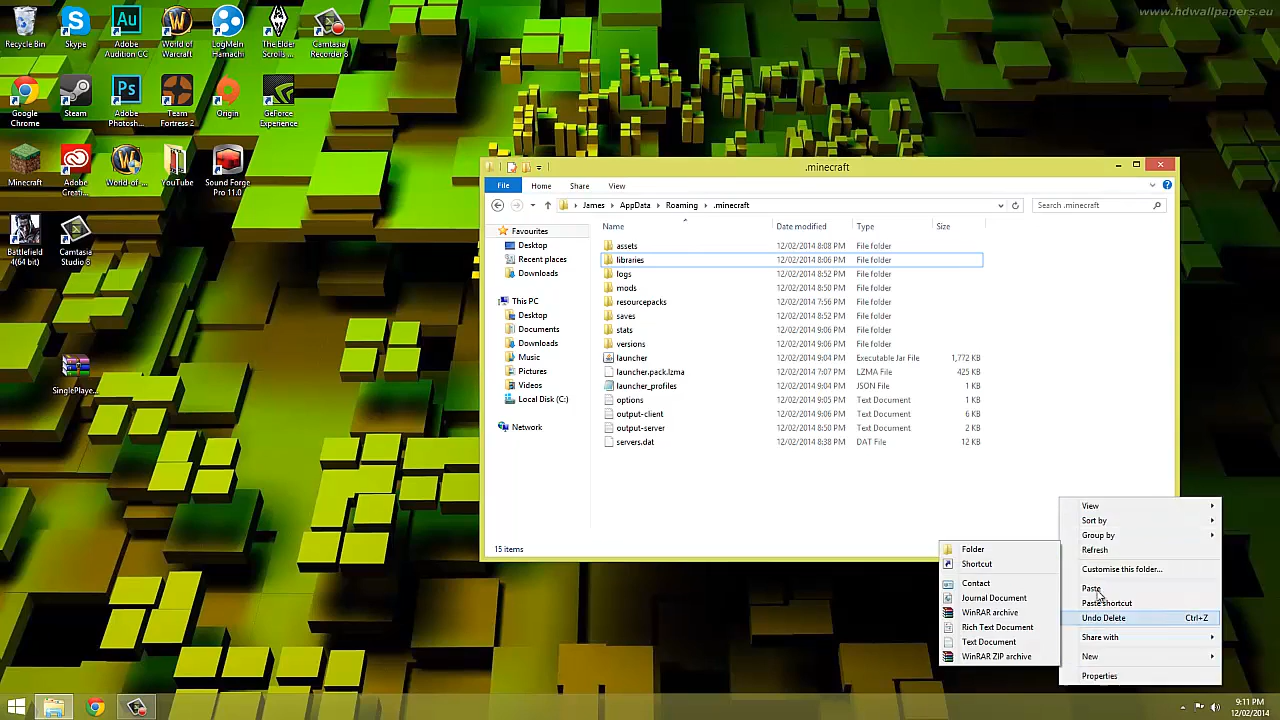 www.hdwallpapers.eu
Recycle Bin
Skype
Adobe Audition CC
World of Warcraft
LogMeIn Hamachi
The Elder Scrolls ...
Camtasia Recorder 8
Google Chrome
Steam
Adobe Photosh...
Team Fortress 2
Origin
GeForce Experience
Minecraft
Adobe Creati...
World-of-...
YouTube
Sound Forge Pro 11.0
Battlefield 4(64 bit)
Camtasia Studio 8
SinglePlaye...
.minecraft
File Home Share View
James AppData Roaming .minecraft
Search .minecraft
Favourites
Desktop
Recent places
Downloads
This PC
Desktop
Documents
Downloads
Music
Pictures
Videos
Local Disk (C:)
Network
Name Date modified Type Size
assets 12/02/2014 8:08 PM File folder
libraries 12/02/2014 8:06 PM File folder
logs 12/02/2014 8:52 PM File folder
mods 12/02/2014 8:50 PM File folder
resourcepacks 12/02/2014 7:56 PM File folder
saves 12/02/2014 8:52 PM File folder
stats 12/02/2014 9:06 PM File folder
versions 12/02/2014 9:06 PM File folder
launcher 12/02/2014 9:04 PM Executable Jar File 1,772 KB
launcher.pack.lzma 12/02/2014 7:07 PM LZMA File 425 KB
launcher_profiles 12/02/2014 9:04 PM JSON File 1 KB
options 12/02/2014 9:05 PM Text Document 1 KB
output-client 12/02/2014 9:06 PM Text Document 6 KB
output-server 12/02/2014 9:06 PM Text Document 2 KB
servers.dat 12/02/2014 8:38 PM DAT File 12 KB
15 items
View
Sort by
Group by
Refresh
Customise this folder...
Paste
Paste shortcut
Undo Delete Ctrl+Z
Share with
New
Properties
Folder
Shortcut
Contact
Journal Document
WinRAR archive
Rich Text Document
Text Document
WinRAR ZIP archive
9:11 PM
12/02/2014